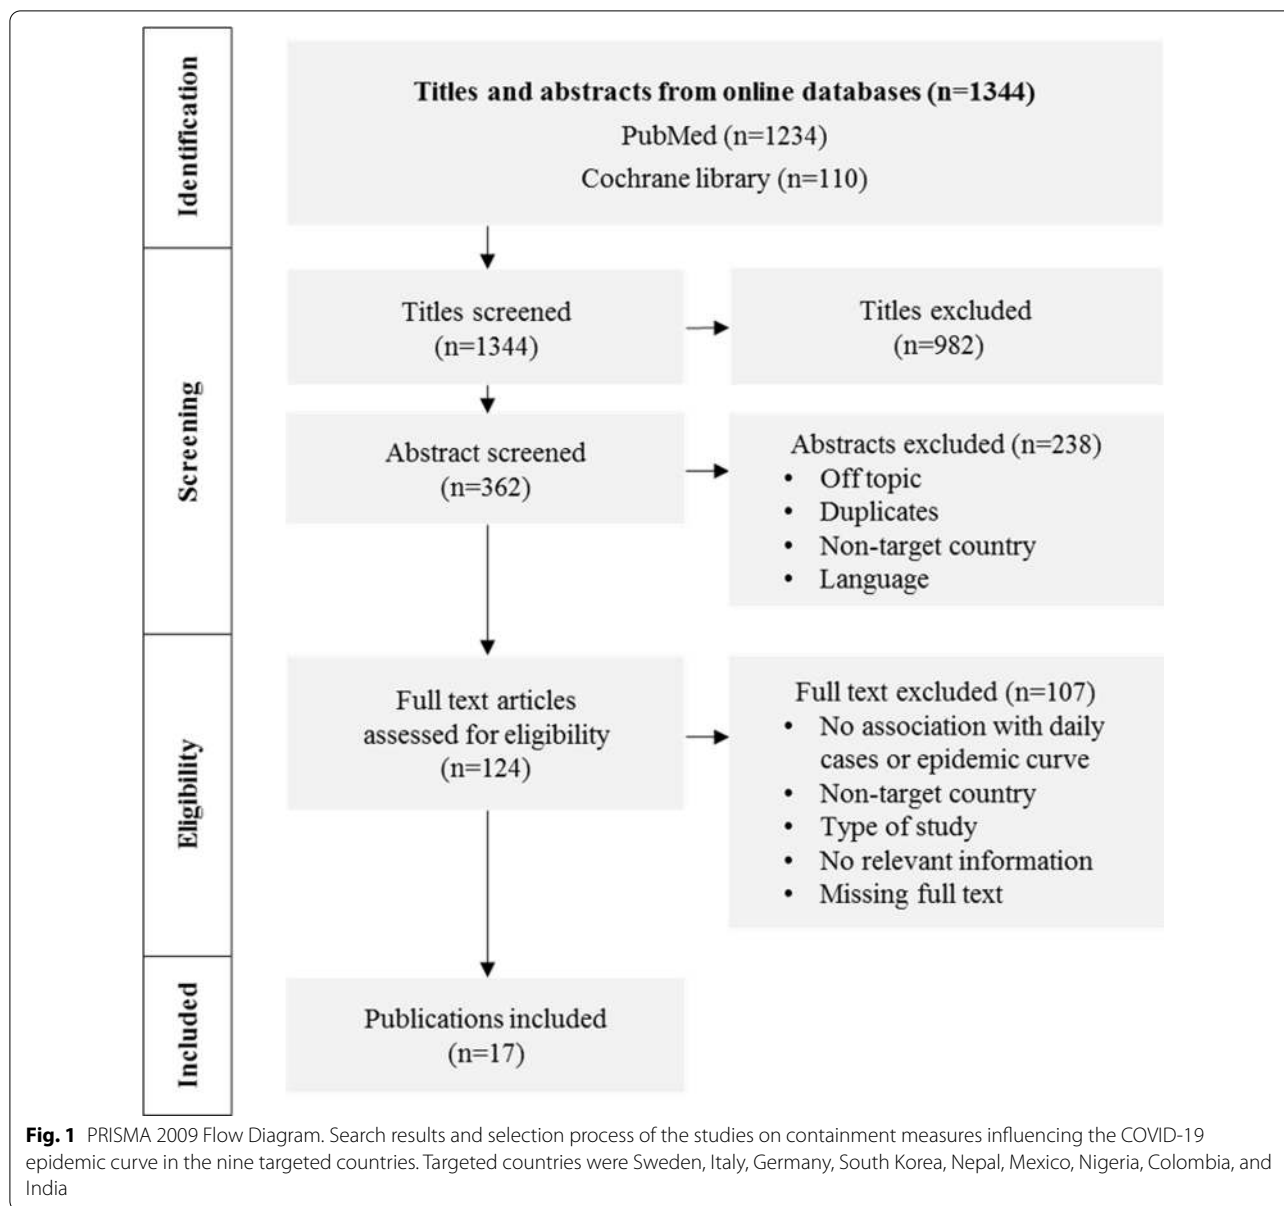 Identification
Titles and abstracts from online databases (n=1344)
PubMed (n=1234)
Cochrane library (n=110)
Screening
Titles screened
(n=1344)
Titles excluded
(n=982)
Abstract screened
(n=362)
Abstracts excluded (n=238)
• Off topic
• Duplicates
• Non-target country
• Language
Eligibility
Full text articles
assessed for eligibility
(n=124)
Full text excluded (n=107)
• No association with daily
cases or epidemic curve
• Non-target country
• Type of study
• No relevant information
• Missing full text
Included
Publications included
(n=17)
Fig. 1 PRISMA 2009 Flow Diagram. Search results and selection process of the studies on containment measures influencing the COVID-19
epidemic curve in the nine targeted countries. Targeted countries were Sweden, Italy, Germany, South Korea, Nepal, Mexico, Nigeria, Colombia, and
India